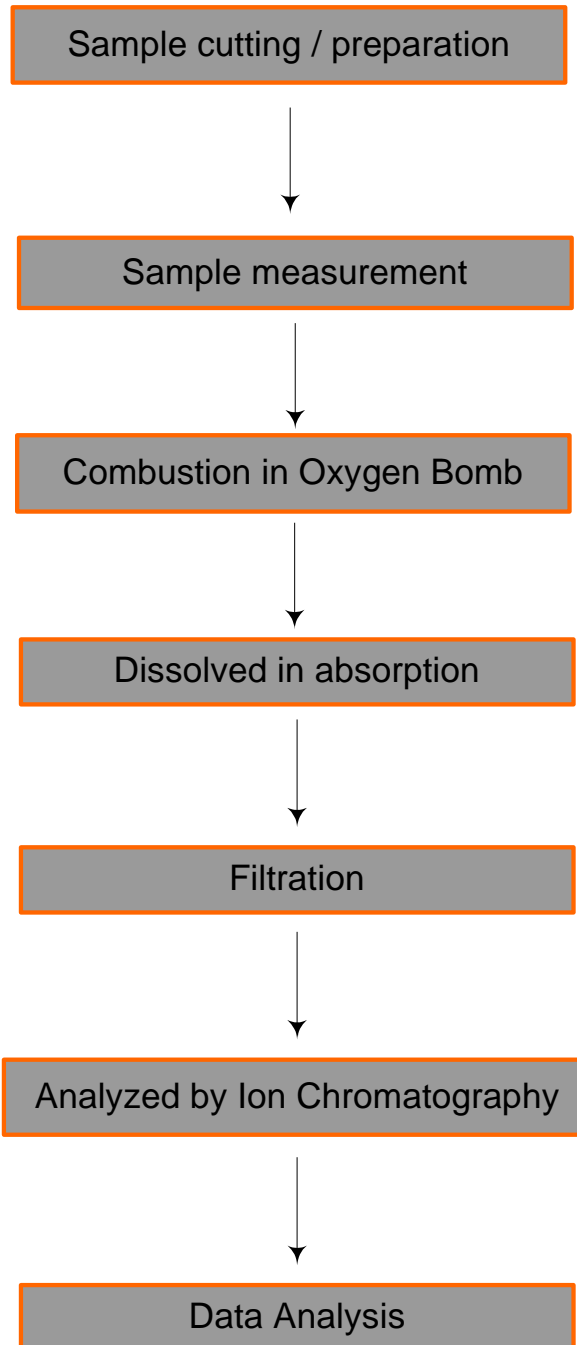 Sample cutting / preparation
Sample measurement
Combustion in Oxygen Bomb
Dissolved in absorption
Filtration
Analyzed by Ion Chromatography
Data Analysis